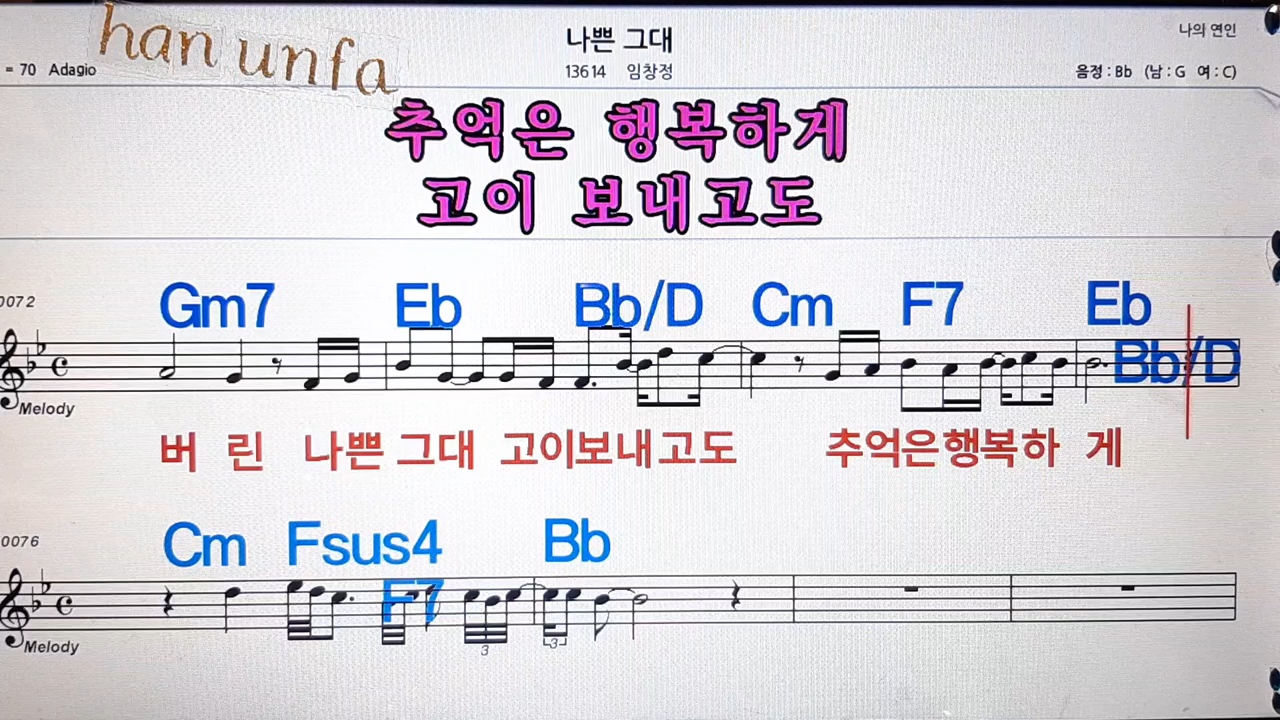 han unfa
나쁜 그대
나의 연인
= 70 Adagio
13614 임창정
음정 : Bb (남 : G 여 : C)
추억은 행복하게
고이 보내고도
0072
Gm7 Eb Bb/D Cm F7 Eb
Bb/D
Melody
버 린 나쁜 그대 고이보내고도 추억은행복하 게
0076
Cm Fsus4 Bb
F7
Melody
3 3